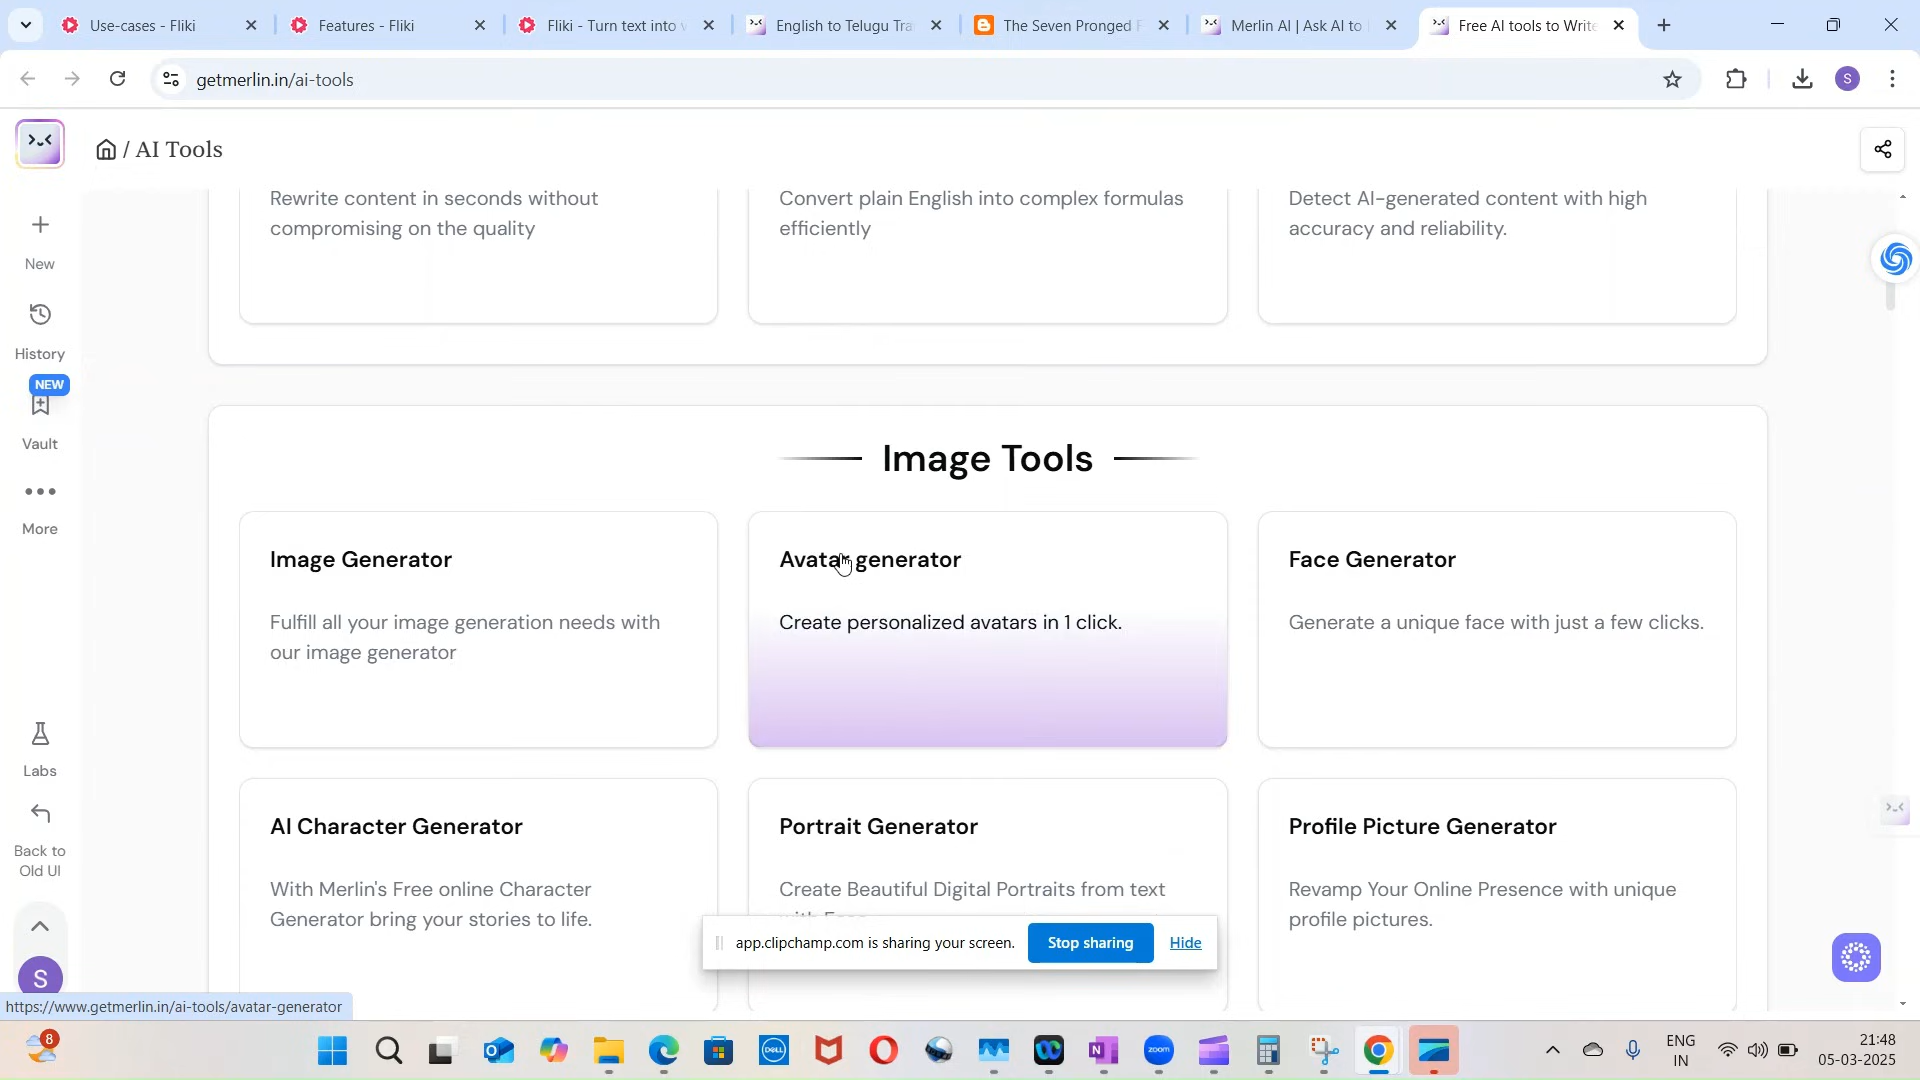 Use-cases - Fliki
Features - Fliki
Fliki - Turn text into
English to Telugu Tra
The Seven Pronged
Merlin AI | Ask AI to
Free AI tools to Write
getmerlin.in/ai-tools
S
/ AI Tools
New
History
NEW
Vault
More
Labs
Back to
Old UI
S
Rewrite content in seconds without
compromising on the quality
Convert plain English into complex formulas
efficiently
Detect AI-generated content with high
accuracy and reliability.
Image Tools
Image Generator
Fulfill all your image generation needs with
our image generator
Avatar generator
Create personalized avatars in 1 click.
Face Generator
Generate a unique face with just a few clicks.
AI Character Generator
With Merlin's Free online Character
Generator bring your stories to life.
Portrait Generator
Create Beautiful Digital Portraits from text
Profile Picture Generator
Revamp Your Online Presence with unique
profile pictures.
app.clipchamp.com is sharing your screen.
Stop sharing
Hide
https://www.getmerlin.in/ai-tools/avatar-generator
8
DELL
zoom
ENG
IN
21:48
05-03-2025